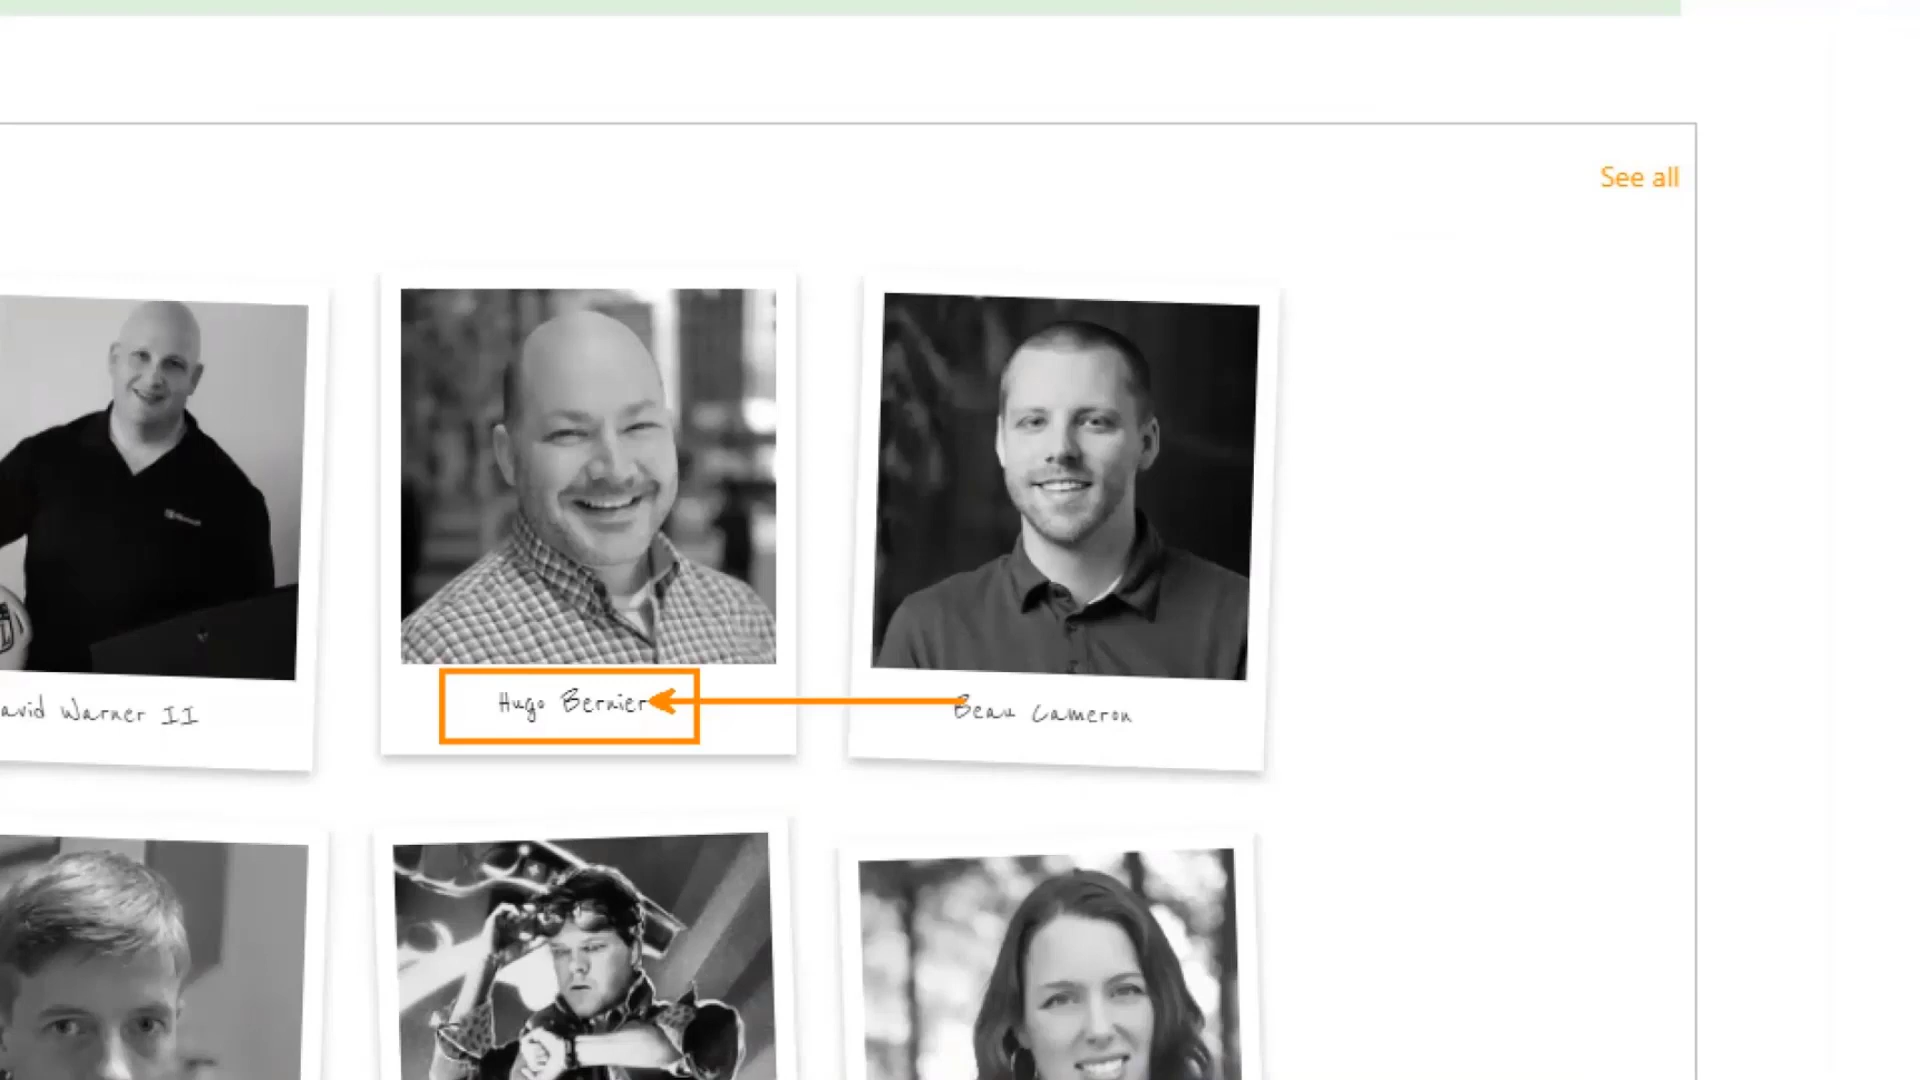 See all
avid Warner II
Hugo Bernier
Beau Cameron